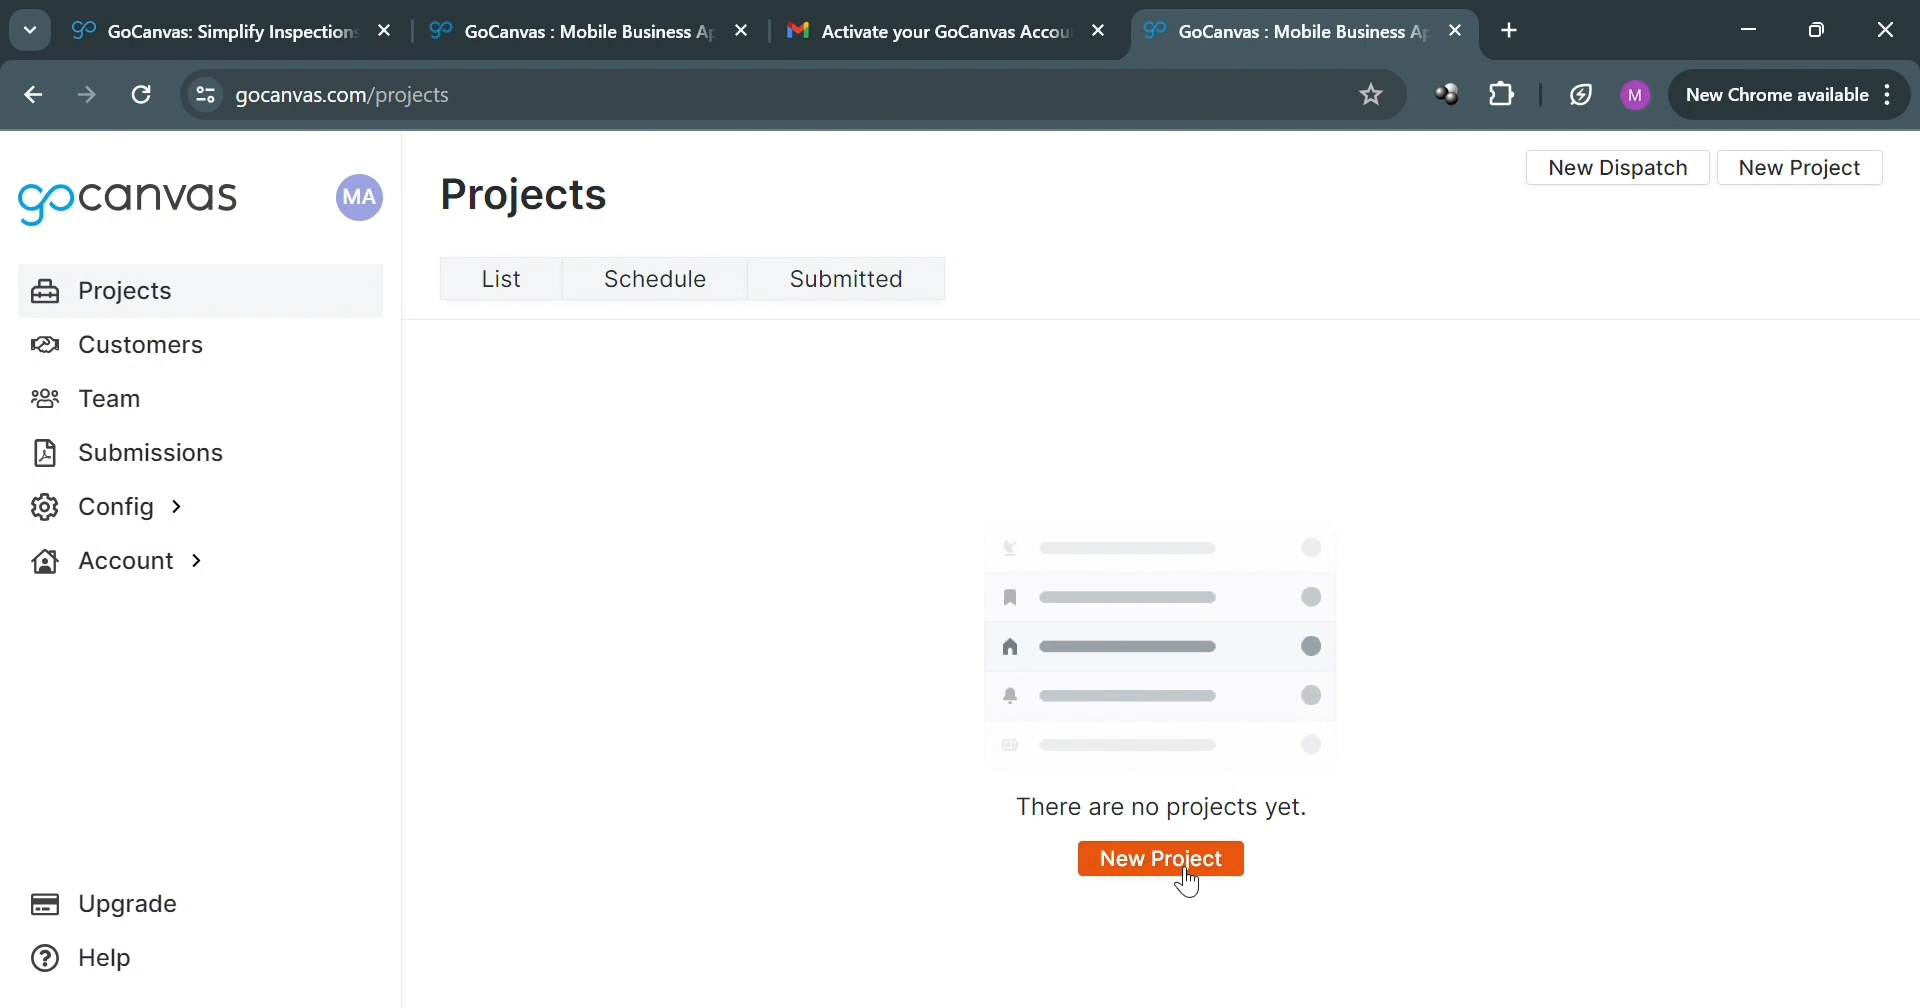 GoCanvas: Simplify Inspection
GoCanvas : Mobile Business Ap
Activate your GoCanvas Accou
GoCanvas : Mobile Business Ap
gocanvas.com/projects
M
New Chrome available
gocanvas
MA
Projects
Customers
Team
Submissions
Config
Account
Upgrade
Help
Projects
New Dispatch
New Project
List
Schedule
Submitted
There are no projects yet.
New Project